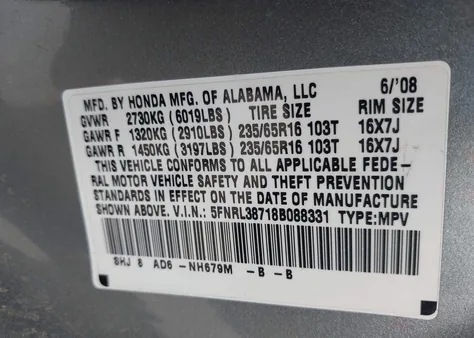 MFD. BY HONDA MFG. OF ALABAMA, LLC 6/'08
GVWR 2730KG (6019LBS) TIRE SIZE RIM SIZE
GAWR F 1320KG (2910LBS) 235/65R16 103T 16X7J
GAWR R 1450KG (3197LBS) 235/65R16 103T 16X7J
THIS VEHICLE CONFORMS TO ALL APPLICABLE FEDE-
RAL MOTOR VEHICLE SAFETY AND THEFT PREVENTION
STANDARDS IN EFFECT ON THE DATE OF MANUFACTURE
SHOWN ABOVE. V.I.N.: 5FNRL38718B088331 TYPE:MPV
SHJ 8 AD6 -NH679M -B -B